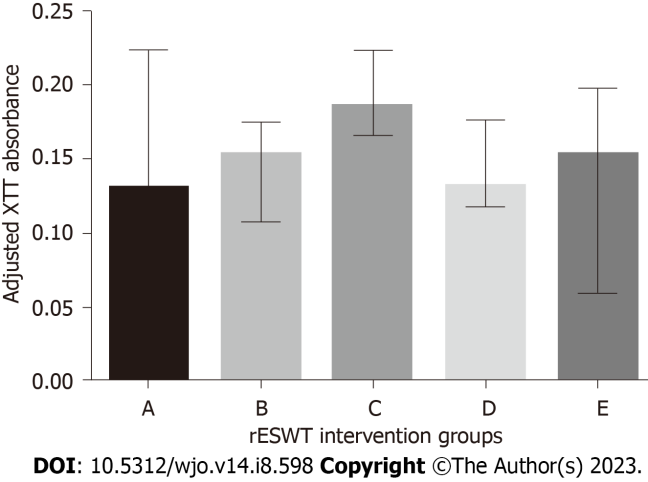 0.25
0.20
0.15
0.10
0.05
0.00
Adjusted XTT absorbance
A B C D E
rESWT intervention groups
DOI: 10.5312/wjo.v14.i8.598 Copyright ©The Author(s) 2023.